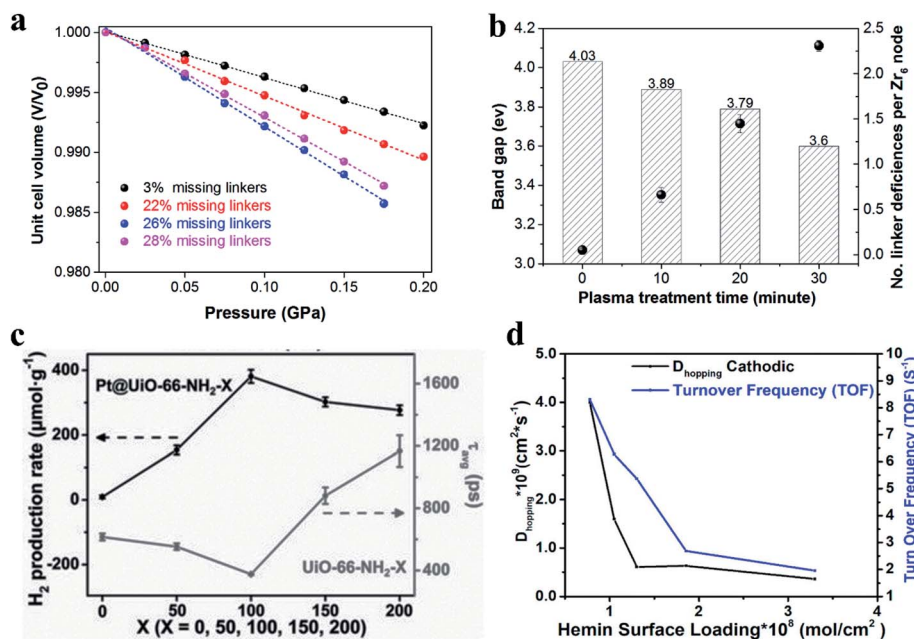 a
1.000
0.995
0.990
0.985
0.980
Unit cell volume (V/V0)
3% missing linkers
22% missing linkers
26% missing linkers
28% missing linkers
0.00 0.05 0.10 0.15 0.20
Pressure (GPa)
b
4.2
4.0
3.8
3.6
3.4
3.2
3.0
Band gap (ev)
4.03
3.89
3.79
3.6
2.5
2.0
1.5
1.0
0.5
0.0
No. linker deficiences per Zr6 node
0 10 20 30
Plasma treatment time (minute)
c
400
200
0
-200
H2 production rate (μmol·g-1)
Pt@UiO-66-NH2-X
UiO-66-NH2-X
1600
1200
800
400
τavg (ps)
0 50 100 150 200
X (X = 0, 50, 100, 150, 200)
d
5.0
4.0
3.0
2.0
1.0
0.0
Dhopping*10^9(cm2*s-1)
Dhopping Cathodic
Turnover Frequency (TOF)
10
9
8
7
6
5
4
3
2
1
Turn Over Frequency (TOF) (S-1)
1 2 3
Hemin Surface Loading*10^8 (mol/cm2)